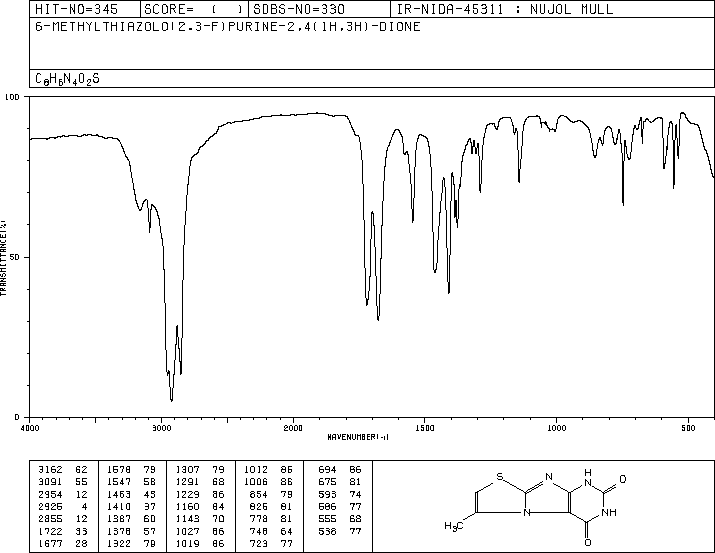 HIT-NO=345 SCORE= ( ) SDBS-NO=330 IR-NIDA-45311 : NUJOL MULL
6-METHYLTHIAZOLO(2,3-F)PURINE-2,4(1H,3H)-DIONE
C8H6N4O2S
100
50
0
TRANSMITTANCE(%)
4000 3000 2000 1500 1000 500
WAVENUMBER(-1)
3162 62 1578 79 1307 79 1012 86 694 86
3091 55 1547 58 1291 68 1006 86 675 81
2954 12 1463 43 1229 86 854 79 593 74
2925 4 1410 37 1160 84 826 81 586 77
2855 12 1387 60 1143 70 778 81 555 68
1722 33 1378 57 1027 86 748 64 538 77
1677 28 1322 79 1019 86 723 77
S N H N O
N NH
H3C O